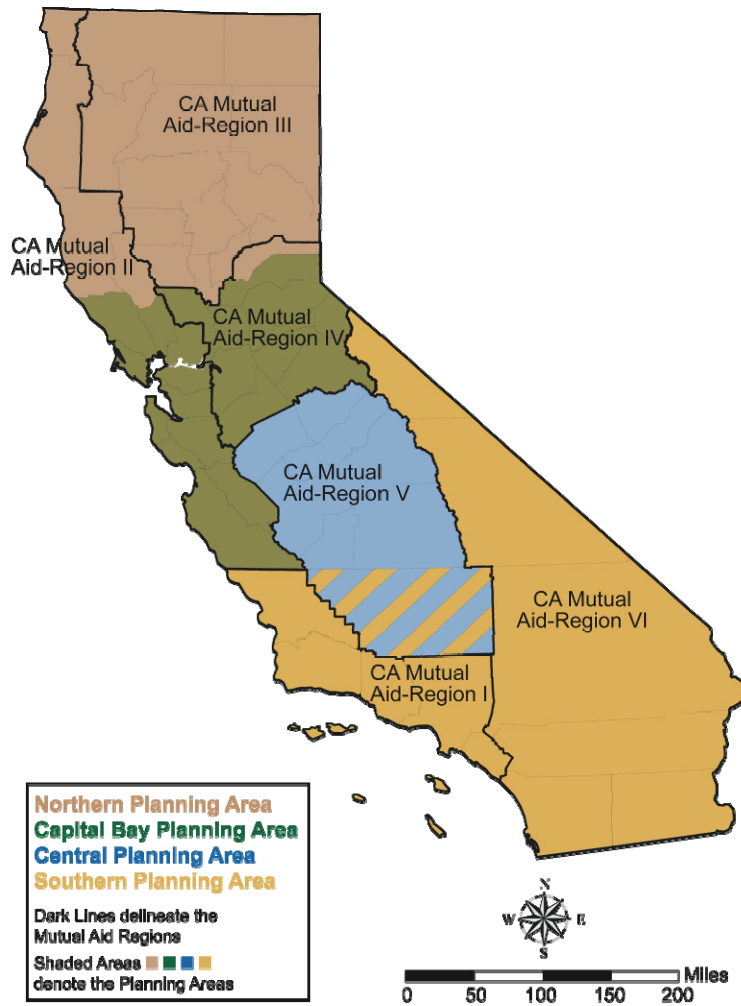 CA Mutual
Aid-Region III
CA Mutual
Aid-Region II
CA Mutual
Aid-Region IV
CA Mutual
Aid-Region V
CA Mutual
Aid-Region VI
CA Mutual
Aid-Region I
Northern Planning Area
Capital Bay Planning Area
Central Planning Area
Southern Planning Area
Dark Lines delineate the
Mutual Aid Regions
Shaded Areas
denote the Planning Areas
N
W E
S
Miles
0 50 100 150 200